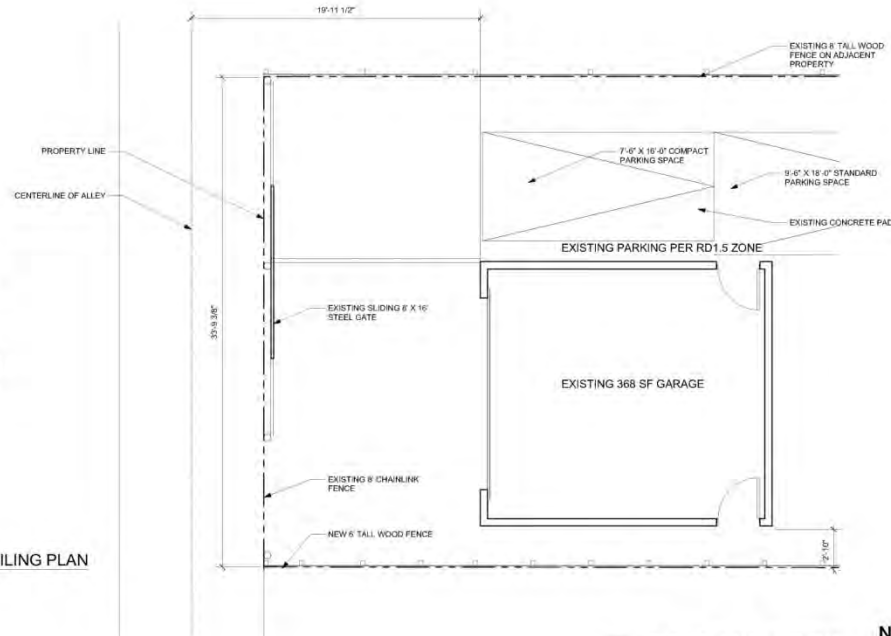 19'-11 1/2"
EXISTING 8' TALL WOOD
FENCE ON ADJACENT
PROPERTY
PROPERTY LINE
7'-6" X 16'-0" COMPACT
PARKING SPACE
9'-6" X 18'-0" STANDARD
PARKING SPACE
CENTERLINE OF ALLEY
EXISTING CONCRETE PAD
EXISTING PARKING PER RD1.5 ZONE
EXISTING SLIDING 6' X 16'
STEEL GATE
33'-9 3/8"
EXISTING 368 SF GARAGE
EXISTING 8' CHAINLINK
FENCE
NEW 6' TALL WOOD FENCE
2'-10"
ILING PLAN
N